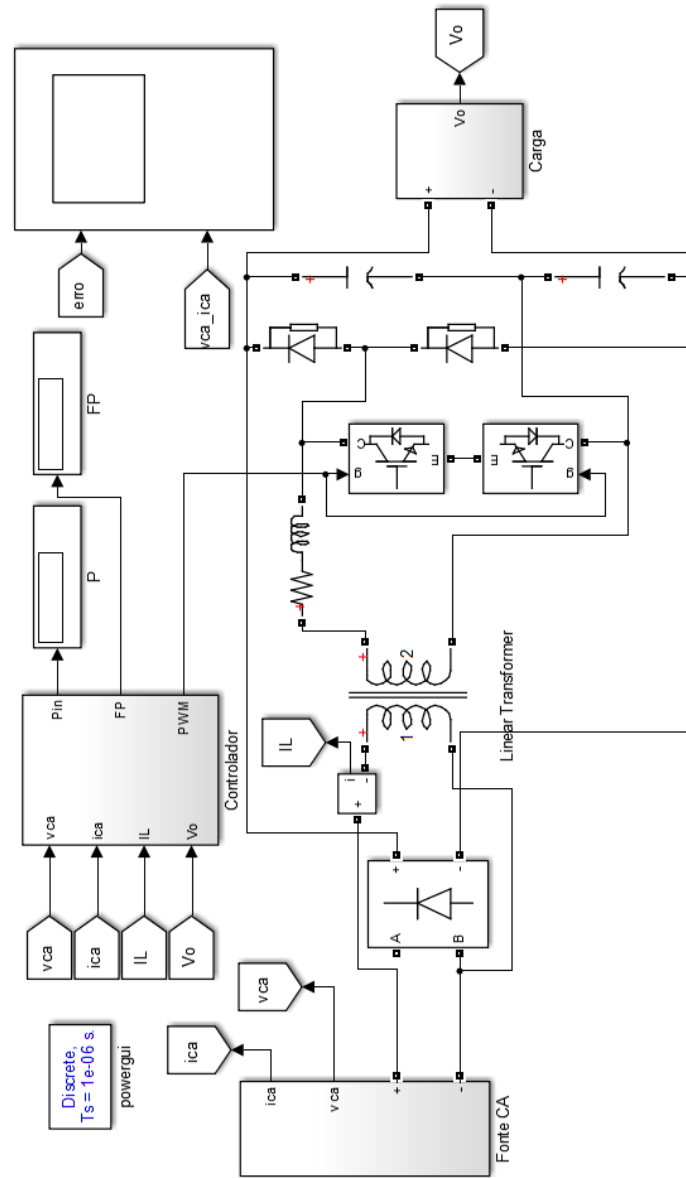 Discrete,
Ts = 1e-06 s.
powergui
vca
ica
IL
Vo
vca
ica
IL
Vo
Pin
FP
PWM
Controlador
P
FP
erro
vca_ica
ica
vca
ica
vca
+
-
Fonte CA
A
B
+
-
IL
+
i
-
+
1
+
2
Linear Transformer
+
g
C
E
g
C
E
+
+
+
-
Vo
Carga
Vo